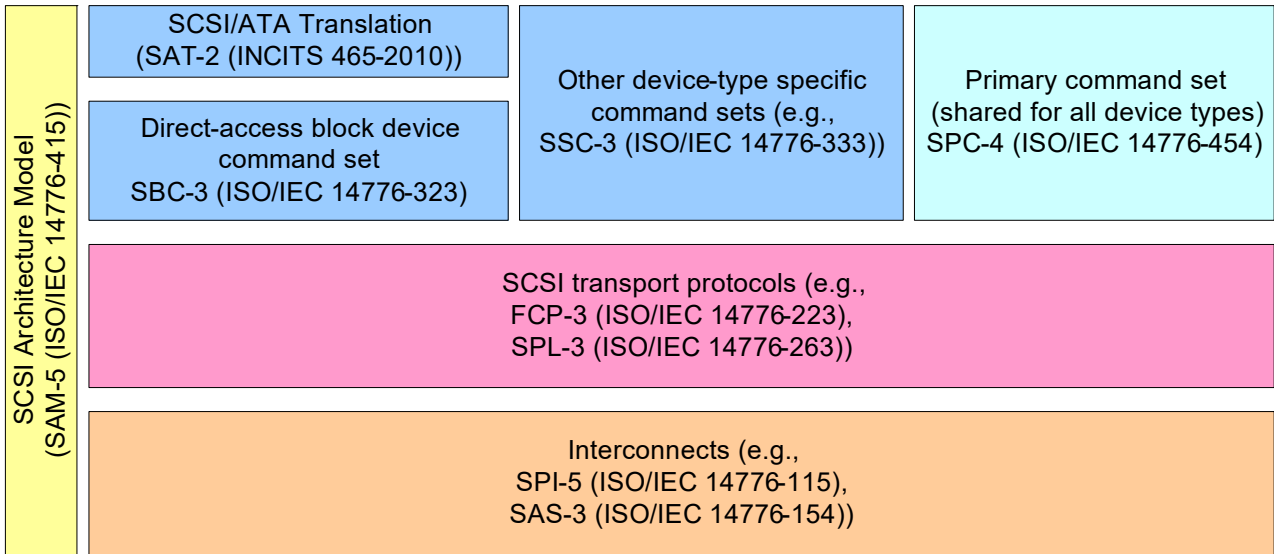 SCSI Architecture Model
(SAM-5 (ISO/IEC 14776-415))
SCSI/ATA Translation
(SAT-2 (INCITS 465-2010))
Direct-access block device
command set
SBC-3 (ISO/IEC 14776-323)
Other device-type specific
command sets (e.g.,
SSC-3 (ISO/IEC 14776-333))
Primary command set
(shared for all device types)
SPC-4 (ISO/IEC 14776-454)
SCSI transport protocols (e.g.,
FCP-3 (ISO/IEC 14776-223),
SPL-3 (ISO/IEC 14776-263))
Interconnects (e.g.,
SPI-5 (ISO/IEC 14776-115),
SAS-3 (ISO/IEC 14776-154))